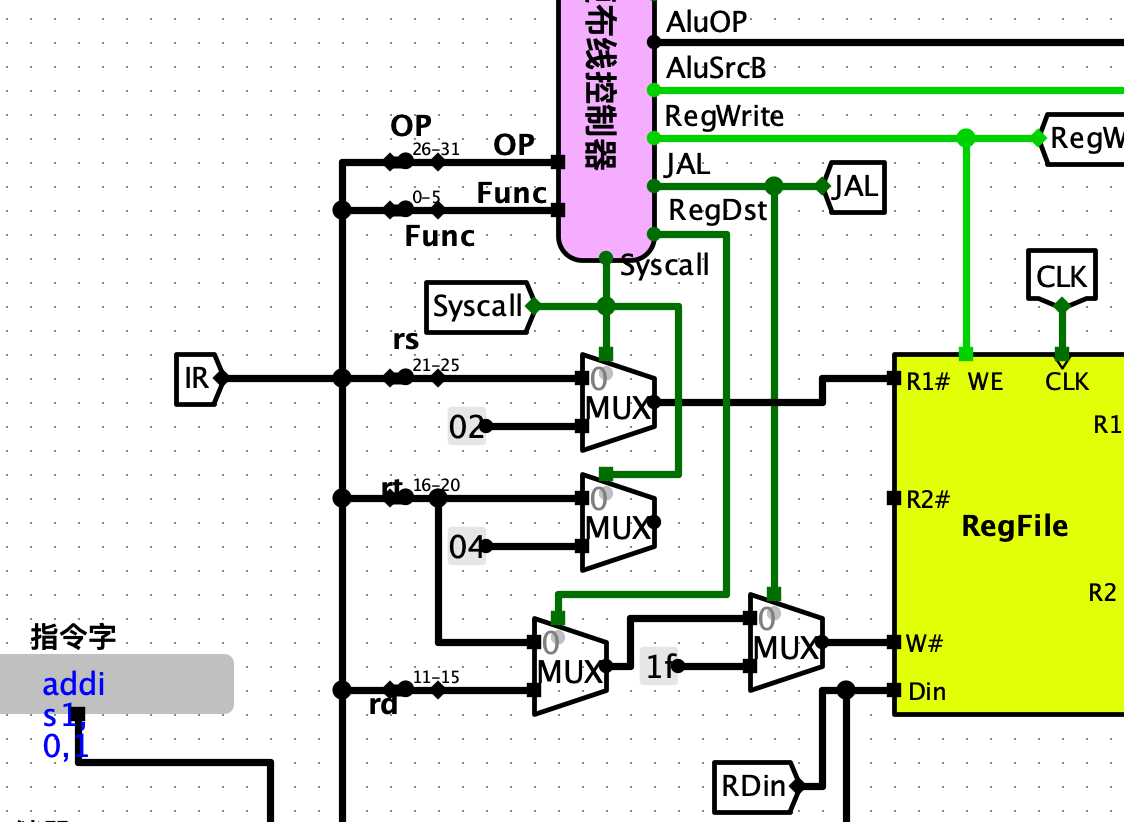 AluOP
AluSrcB
RegWrite
RegW
布线控制器
OP
26-31
OP
JAL
JAL
Func
0-5
Func
RegDst
Syscall
Syscall
CLK
rs
21-25
IR
0
MUX
02
R1#
WE
CLK
R1
rt
16-20
0
MUX
04
R2#
RegFile
R2
指令字
addi
s1,
0,1
0
MUX
0
MUX
1f
W#
11-15
rd
Din
RDin